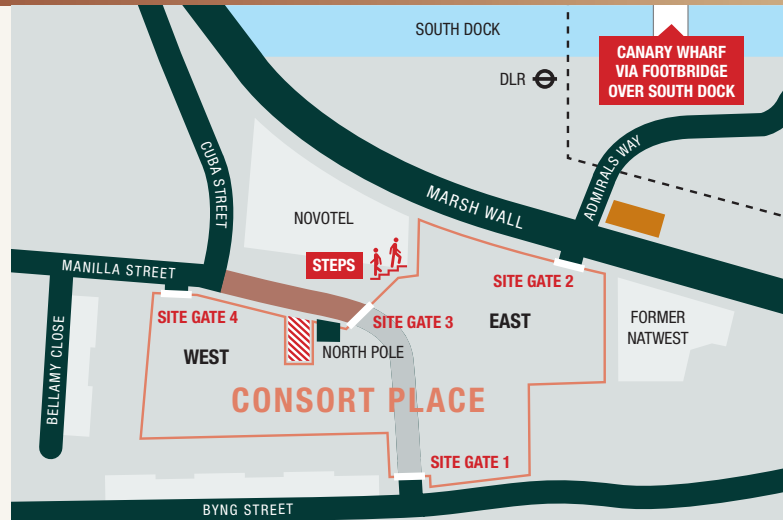 SOUTH DOCK
CANARY WHARF
VIA FOOTBRIDGE
OVER SOUTH DOCK
DLR
CUBA STREET
ADMIRALS WAY
MARSH WALL
NOVOTEL
STEPS
MANILLA STREET
SITE GATE 2
SITE GATE 4
SITE GATE 3
EAST
FORMER
NATWEST
WEST
NORTH POLE
BELLAMY CLOSE
CONSORT PLACE
SITE GATE 1
BYNG STREET